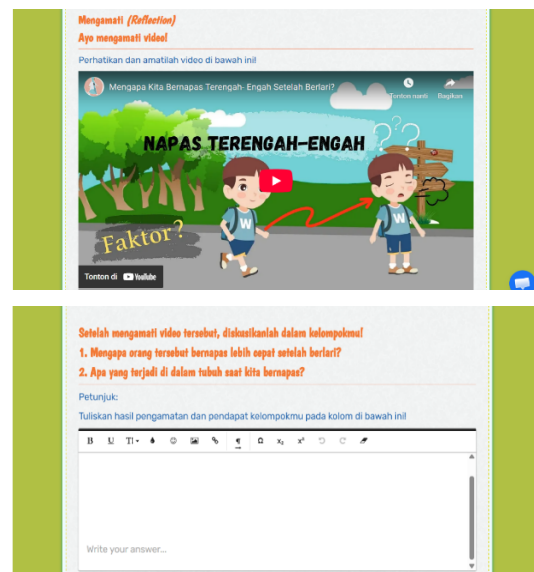 Mengamati (Reflection)
Ayo mengamati video!
Perhatikan dan amatilah video di bawah ini!
Mengapa Kita Bernapas Terengah- Engah Setelah Berlari?
Tonton nanti
Bagikan
NAPAS TERENGAH-ENGAH
???
W
W
Faktor?
Tonton di YouTube
Setelah mengamati video tersebut, diskusikanlah dalam kelompokmu!
1. Mengapa orang tersebut bernapas lebih cepat setelah berlari?
2. Apa yang terjadi di dalam tubuh saat kita bernapas?
Petunjuk:
Tuliskan hasil pengamatan dan pendapat kelompokmu pada kolom di bawah ini!
B U TI Ω x₂ x²
Write your answer...